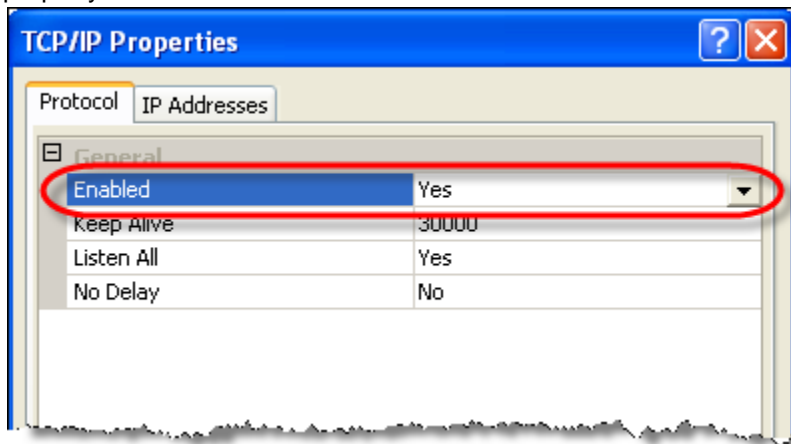 TCP/IP Properties
Protocol IP Addresses
General
Enabled Yes
Keep Alive 30000
Listen All Yes
No Delay No